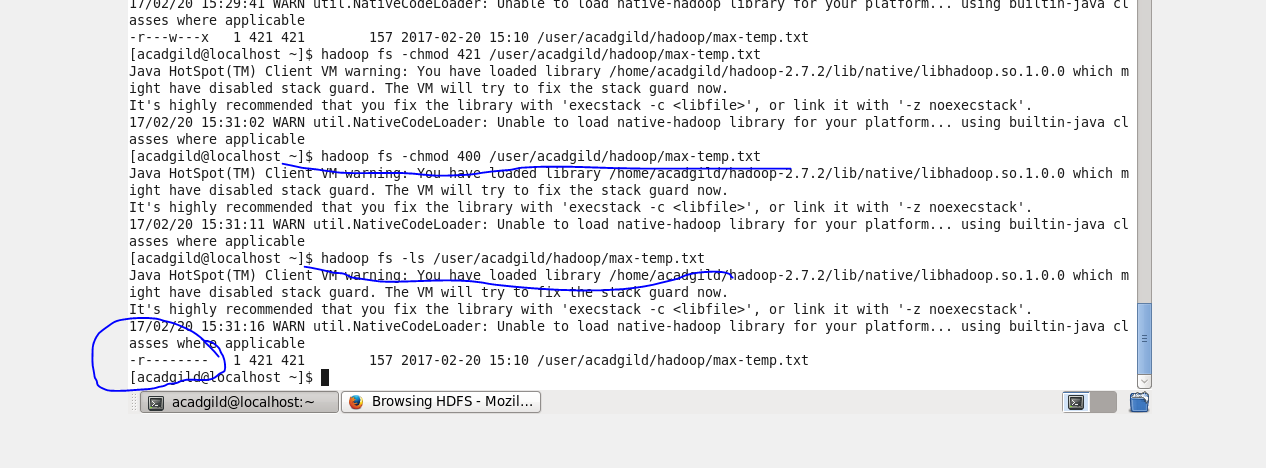 17/02/20 15:29:41 WARN util.NativeCodeLoader: Unable to load native-hadoop library for your platform... using builtin-java cl
asses where applicable
-r---w---x   1 421 421        157 2017-02-20 15:10 /user/acadgild/hadoop/max-temp.txt
[acadgild@localhost ~]$ hadoop fs -chmod 421 /user/acadgild/hadoop/max-temp.txt
Java HotSpot(TM) Client VM warning: You have loaded library /home/acadgild/hadoop-2.7.2/lib/native/libhadoop.so.1.0.0 which m
ight have disabled stack guard. The VM will try to fix the stack guard now.
It's highly recommended that you fix the library with 'execstack -c <libfile>', or link it with '-z noexecstack'.
17/02/20 15:31:02 WARN util.NativeCodeLoader: Unable to load native-hadoop library for your platform... using builtin-java cl
asses where applicable
[acadgild@localhost ~]$ hadoop fs -chmod 400 /user/acadgild/hadoop/max-temp.txt
Java HotSpot(TM) Client VM warning: You have loaded library /home/acadgild/hadoop-2.7.2/lib/native/libhadoop.so.1.0.0 which m
ight have disabled stack guard. The VM will try to fix the stack guard now.
It's highly recommended that you fix the library with 'execstack -c <libfile>', or link it with '-z noexecstack'.
17/02/20 15:31:11 WARN util.NativeCodeLoader: Unable to load native-hadoop library for your platform... using builtin-java cl
asses where applicable
[acadgild@localhost ~]$ hadoop fs -ls /user/acadgild/hadoop/max-temp.txt
Java HotSpot(TM) Client VM warning: You have loaded library /home/acadgild/hadoop-2.7.2/lib/native/libhadoop.so.1.0.0 which m
ight have disabled stack guard. The VM will try to fix the stack guard now.
It's highly recommended that you fix the library with 'execstack -c <libfile>', or link it with '-z noexecstack'.
17/02/20 15:31:16 WARN util.NativeCodeLoader: Unable to load native-hadoop library for your platform... using builtin-java cl
asses where applicable
-r--------   1 421 421        157 2017-02-20 15:10 /user/acadgild/hadoop/max-temp.txt
[acadgild@localhost ~]$
acadgild@localhost:~ Browsing HDFS - Mozil...